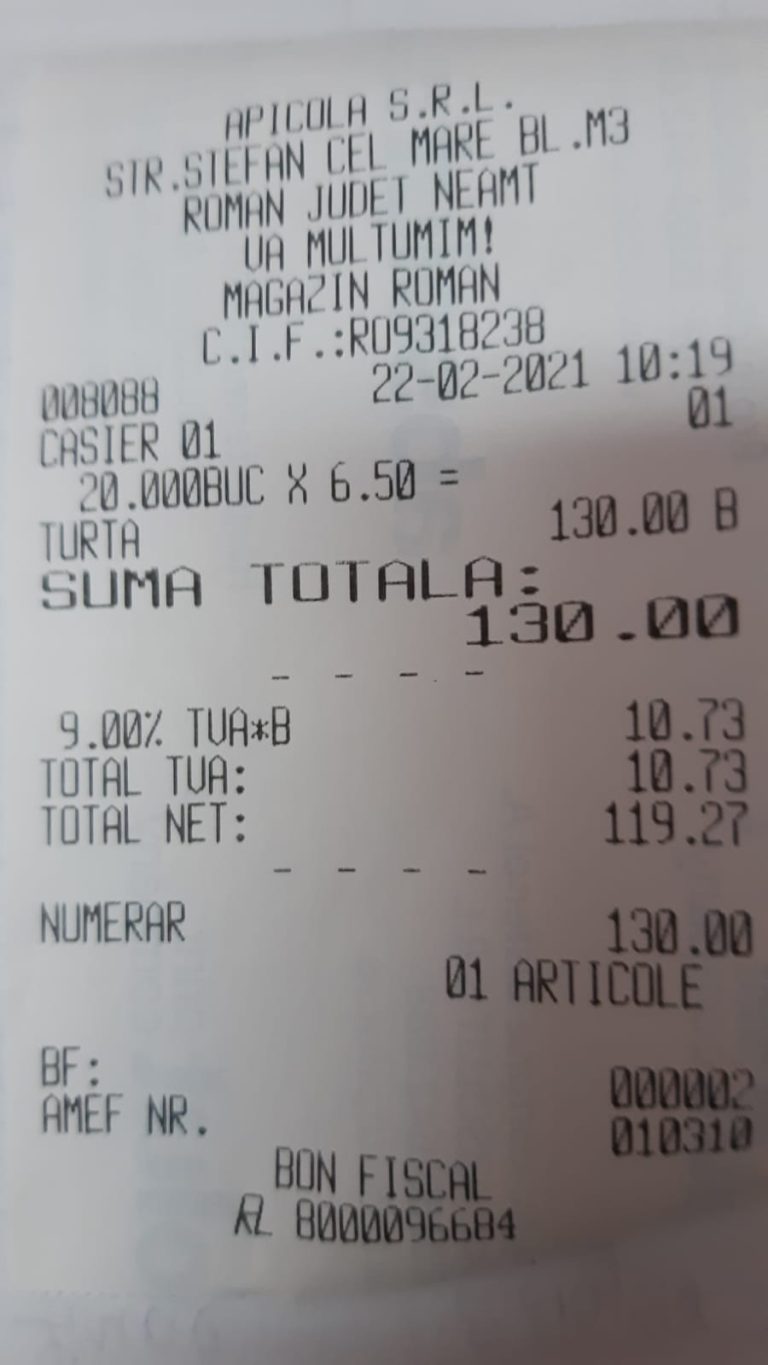 APICOLA S.R.L.
STR.STEFAN CEL MARE BL.M3
ROMAN JUDET NEAMT
VA MULTUMIM!
MAGAZIN ROMAN
C.I.F.:RO9318238
008088 22-02-2021 10:19
CASIER 01 01
20.000BUC X 6.50 =
TURTA 130.00 B
SUMA TOTALA:
130.00
- - - -
9.00% TVA*B 10.73
TOTAL TVA: 10.73
TOTAL NET: 119.27
- - - -
NUMERAR 130.00
01 ARTICOLE
BF: 000002
AMEF NR. 010310
BON FISCAL
RL 8000096684